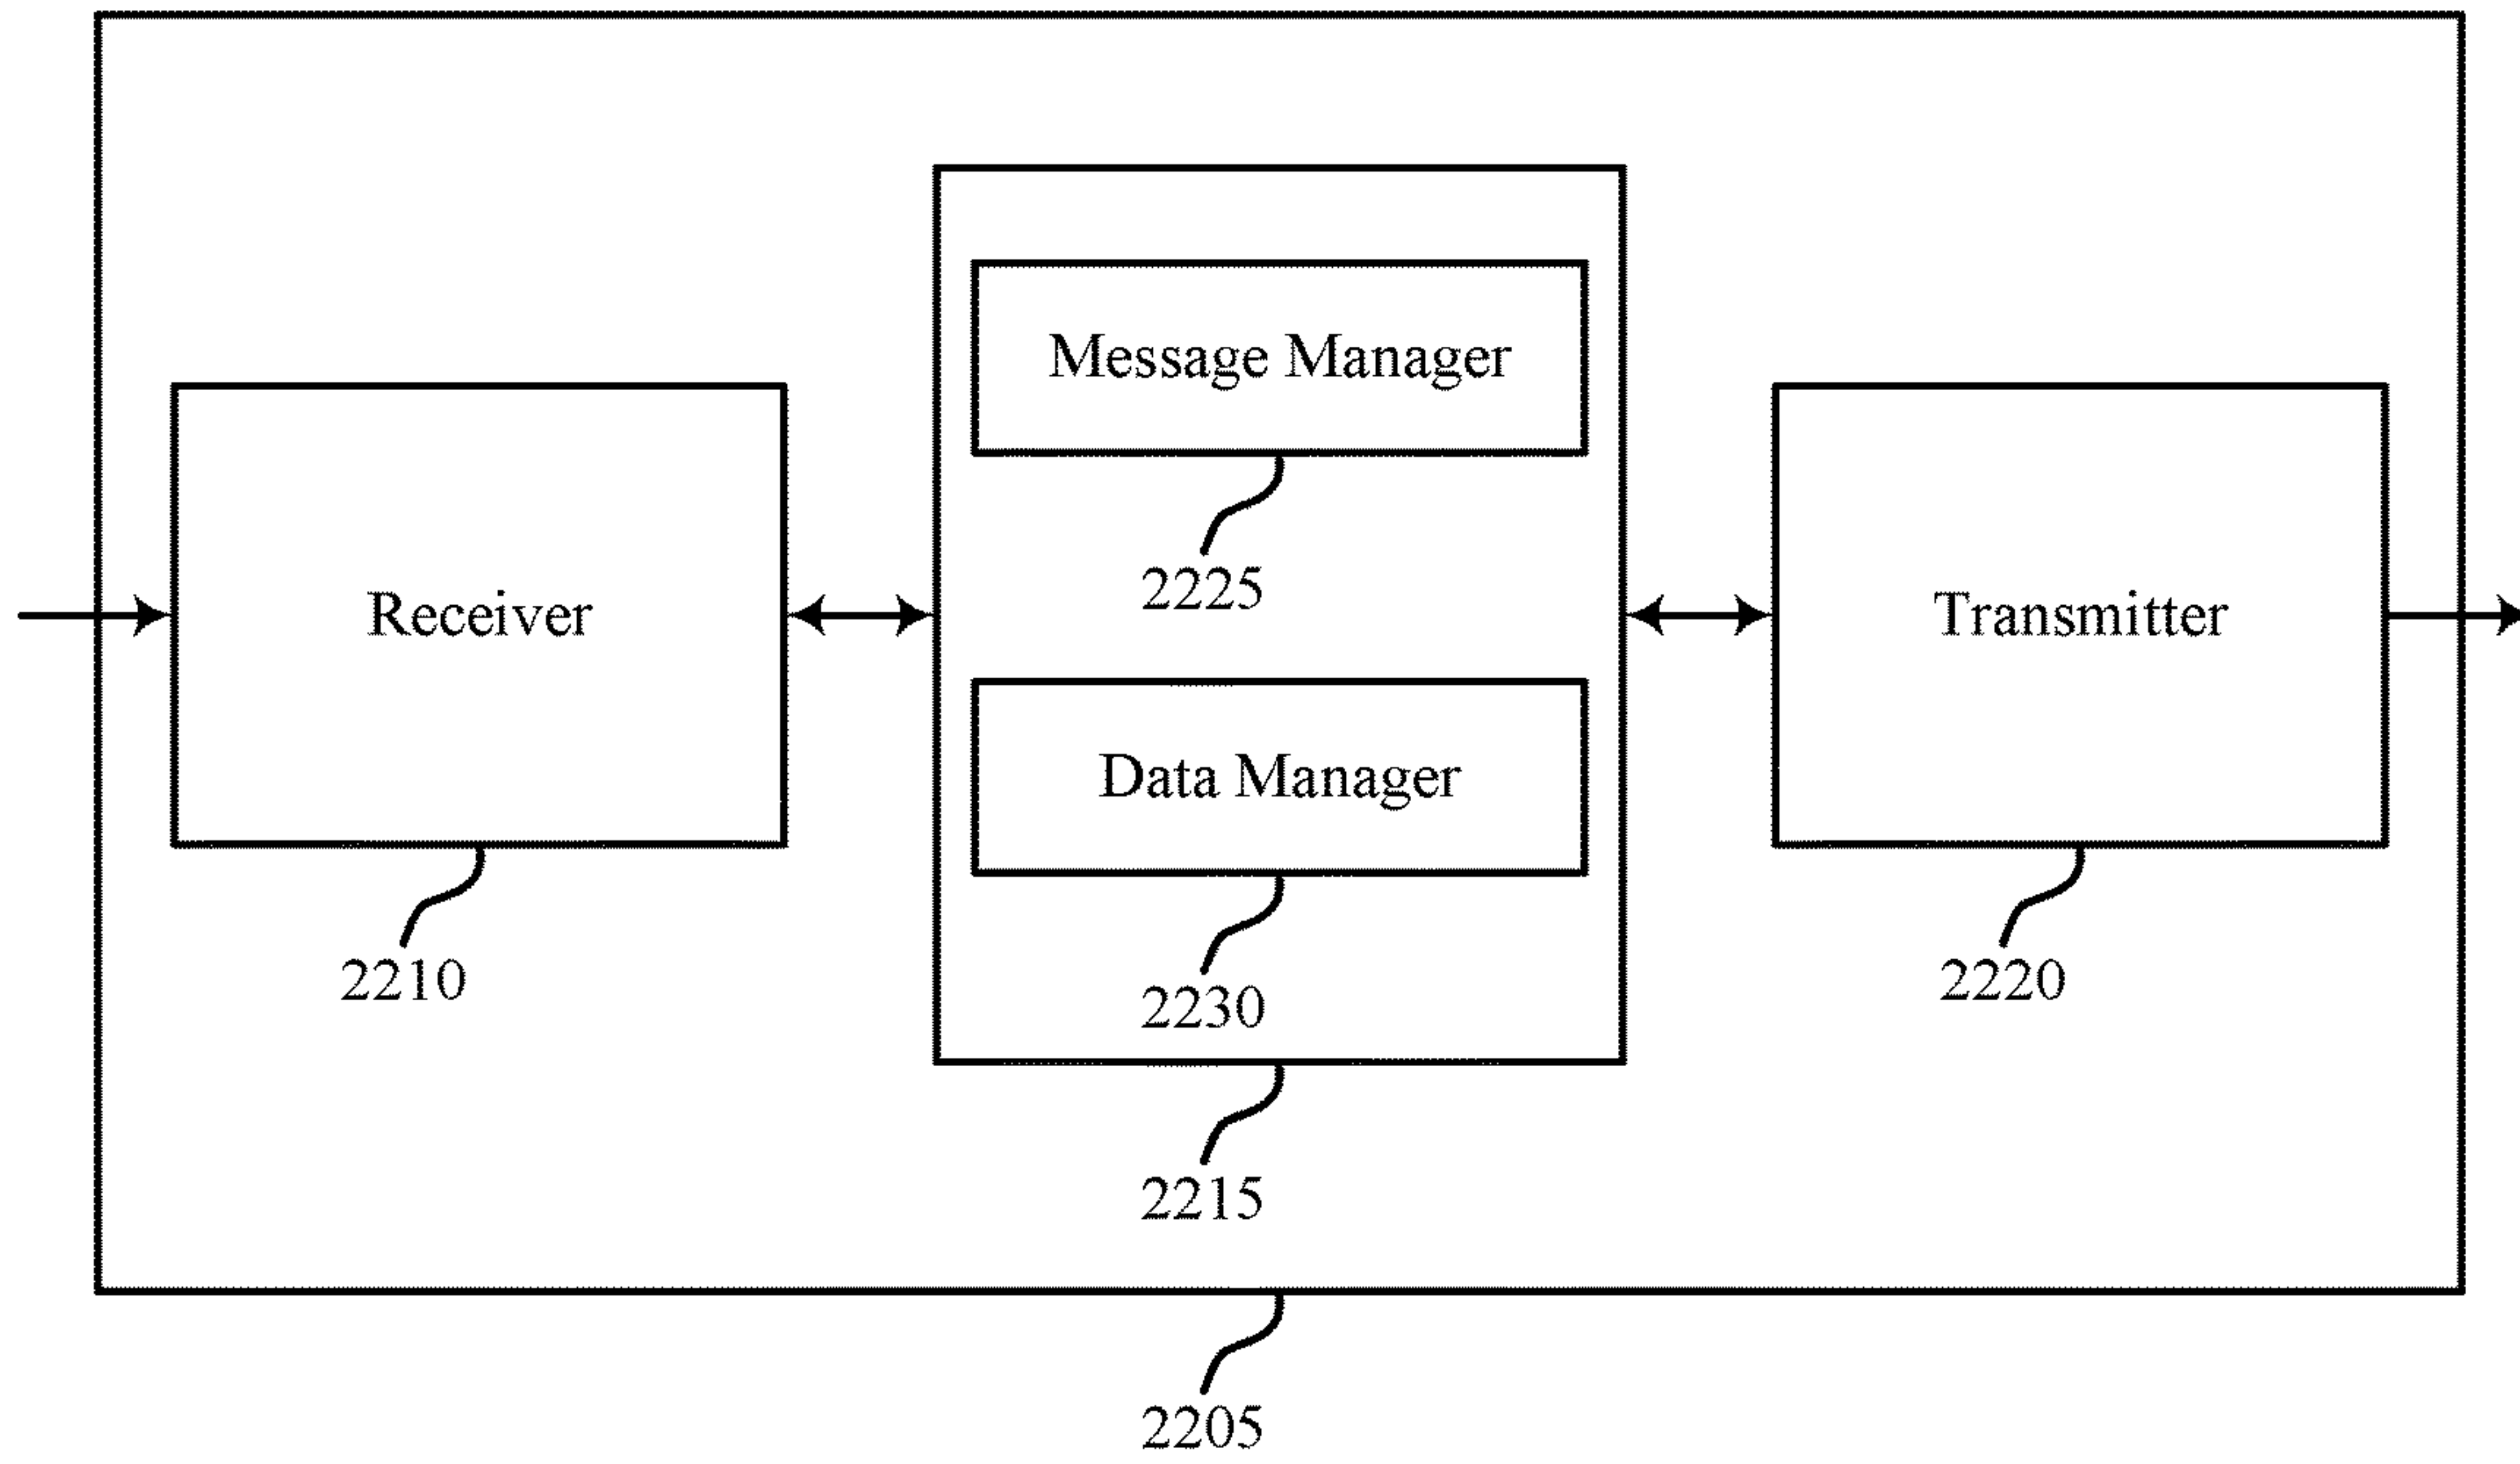 Message Manager
2225
Receiver
Transmitter
Data Manager
2210
2230
2220
2215
2205